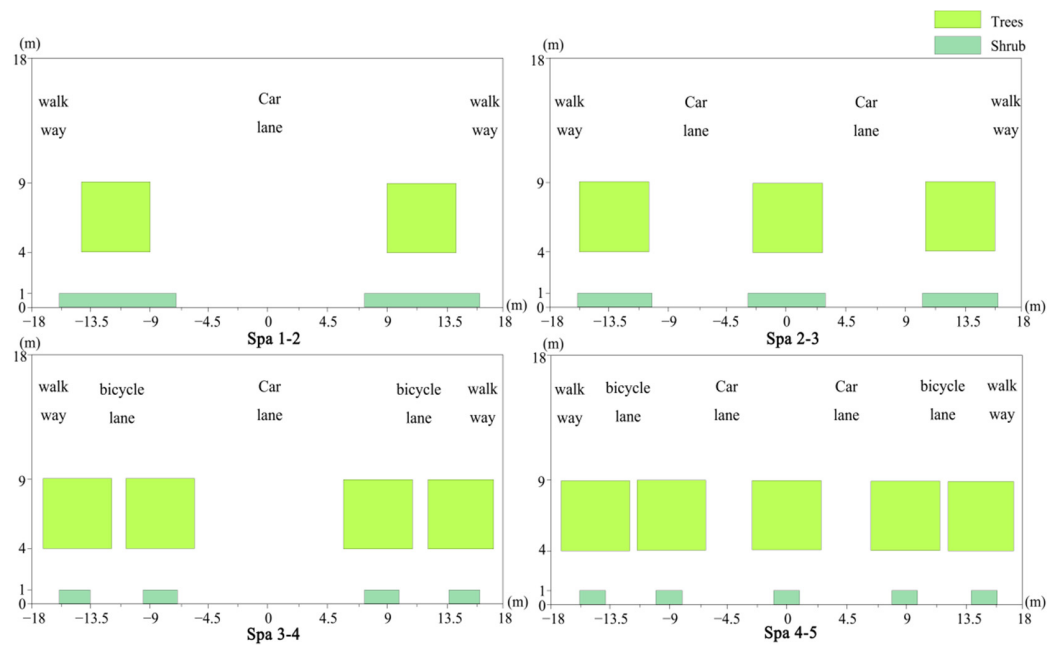 Trees
Shrub
(m)
18
walk
way
Car
lane
walk
way
9
4
1
0
(m)
−18 −13.5 −9 −4.5 0 4.5 9 13.5 18
Spa 1-2
(m)
18
walk
way
Car
lane
Car
lane
walk
way
9
4
1
0
(m)
−18 −13.5 −9 −4.5 0 4.5 9 13.5 18
Spa 2-3
(m)
18
walk
way
bicycle
lane
Car
lane
bicycle
lane
walk
way
9
4
1
0
(m)
−18 −13.5 −9 −4.5 0 4.5 9 13.5 18
Spa 3-4
(m)
18
walk
way
bicycle
lane
Car
lane
Car
lane
bicycle
lane
walk
way
9
4
1
0
(m)
−18 −13.5 −9 −4.5 0 4.5 9 13.5 18
Spa 4-5